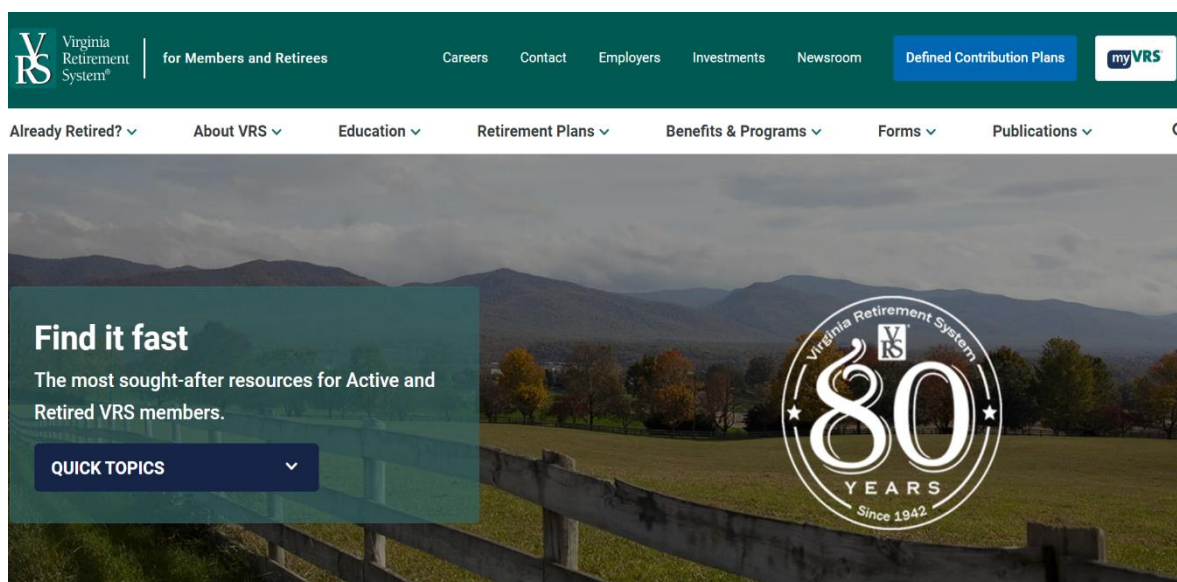 Virginia
Retirement
System®
for Members and Retirees
Careers Contact Employers Investments Newsroom Defined Contribution Plans myVRS
Already Retired? About VRS Education Retirement Plans Benefits & Programs Forms Publications
Find it fast
The most sought-after resources for Active and
Retired VRS members.
QUICK TOPICS
Virginia Retirement System
VRS
80
YEARS
Since 1942